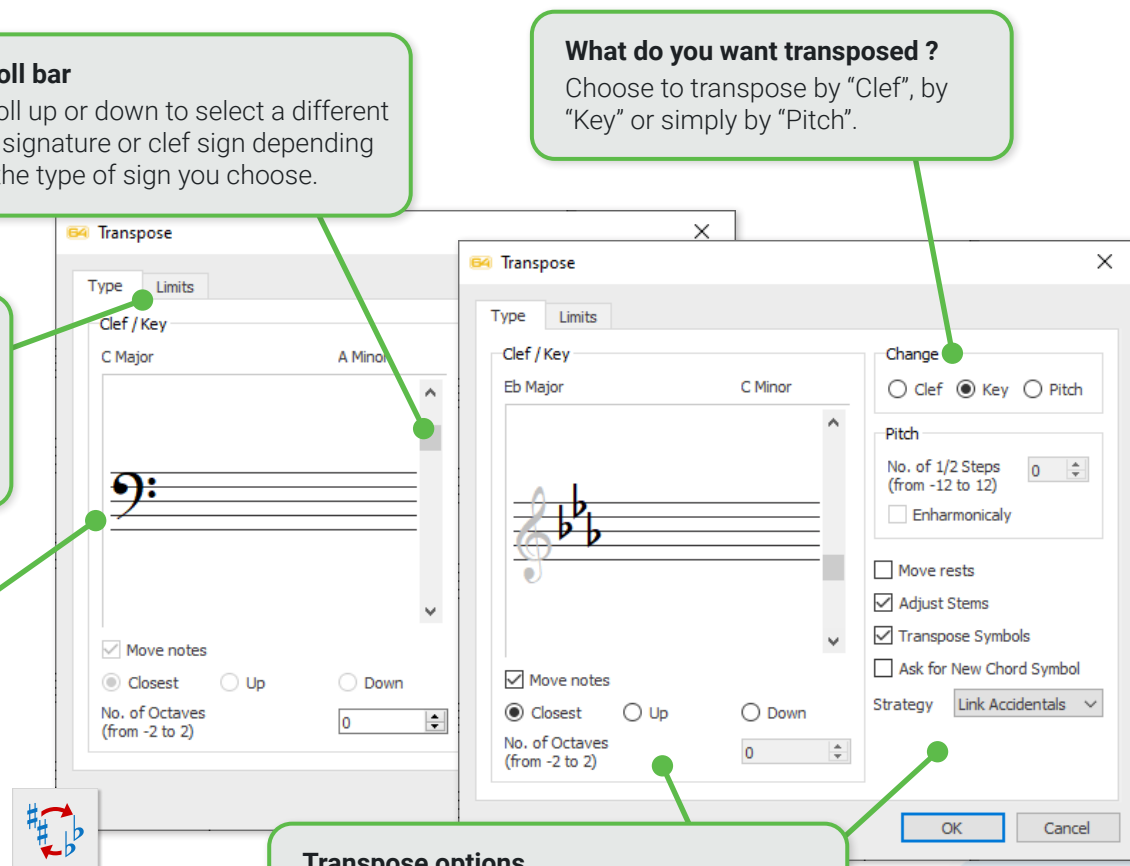 oll bar
oll up or down to select a different
signature or clef sign depending
the type of sign you choose.
What do you want transposed ?
Choose to transpose by “Clef”, by
“Key” or simply by “Pitch”.
64 Transpose
Type Limits
Clef / Key
C Major A Minor
Move notes
Closest Up Down
No. of Octaves
(from -2 to 2)
0
64 Transpose
Type Limits
Clef / Key
Eb Major C Minor
Move notes
Closest Up Down
No. of Octaves
(from -2 to 2)
0
Change
Clef Key Pitch
Pitch
No. of 1/2 Steps
(from -12 to 12)
0
Enharmonicaly
Move rests
Adjust Stems
Transpose Symbols
Ask for New Chord Symbol
Strategy Link Accidentals
OK Cancel
Transpose options